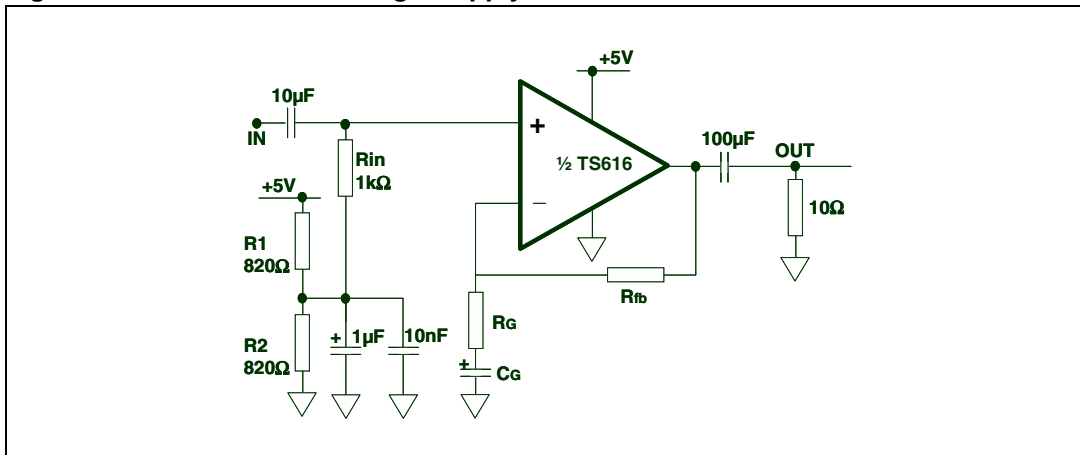 +5V
10µF
IN
+
½ TS616
100µF
OUT
Rin
1kΩ
+5V
–
10Ω
R1
820Ω
Rfb
RG
+
1µF
10nF
R2
820Ω
+
CG